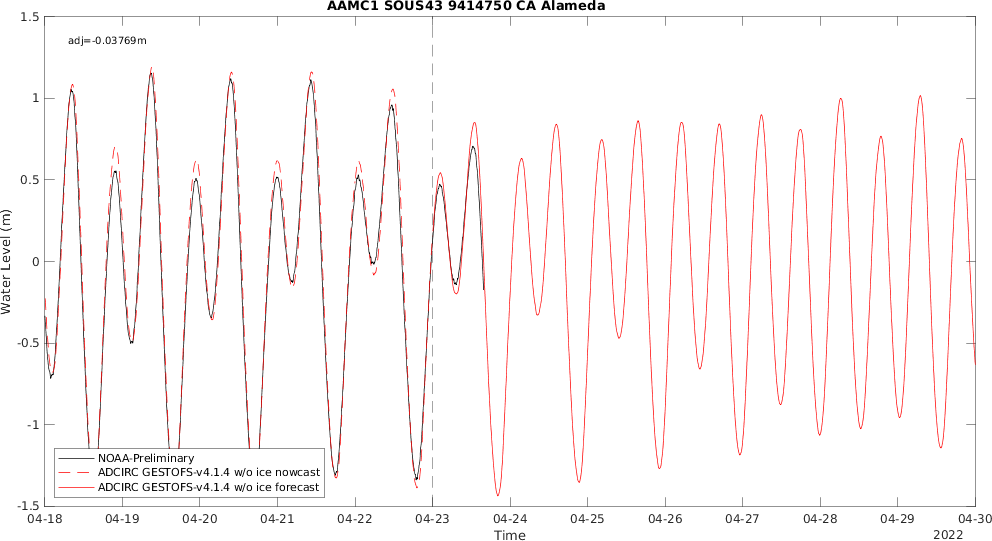 AAMC1 SOUS43 9414750 CA Alameda
adj=-0.03769m
1.5
1
0.5
0
-0.5
-1
-1.5
Water Level (m)
NOAA-Preliminary
ADCIRC GESTOFS-v4.1.4 w/o ice nowcast
ADCIRC GESTOFS-v4.1.4 w/o ice forecast
04-18 04-19 04-20 04-21 04-22 04-23 04-24 04-25 04-26 04-27 04-28 04-29 04-30
Time
2022